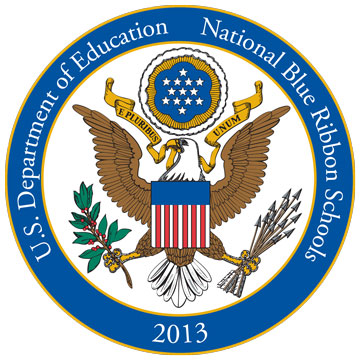 U.S. Department of Education
National Blue Ribbon Schools
E PLURIBUS
UNUM
2013